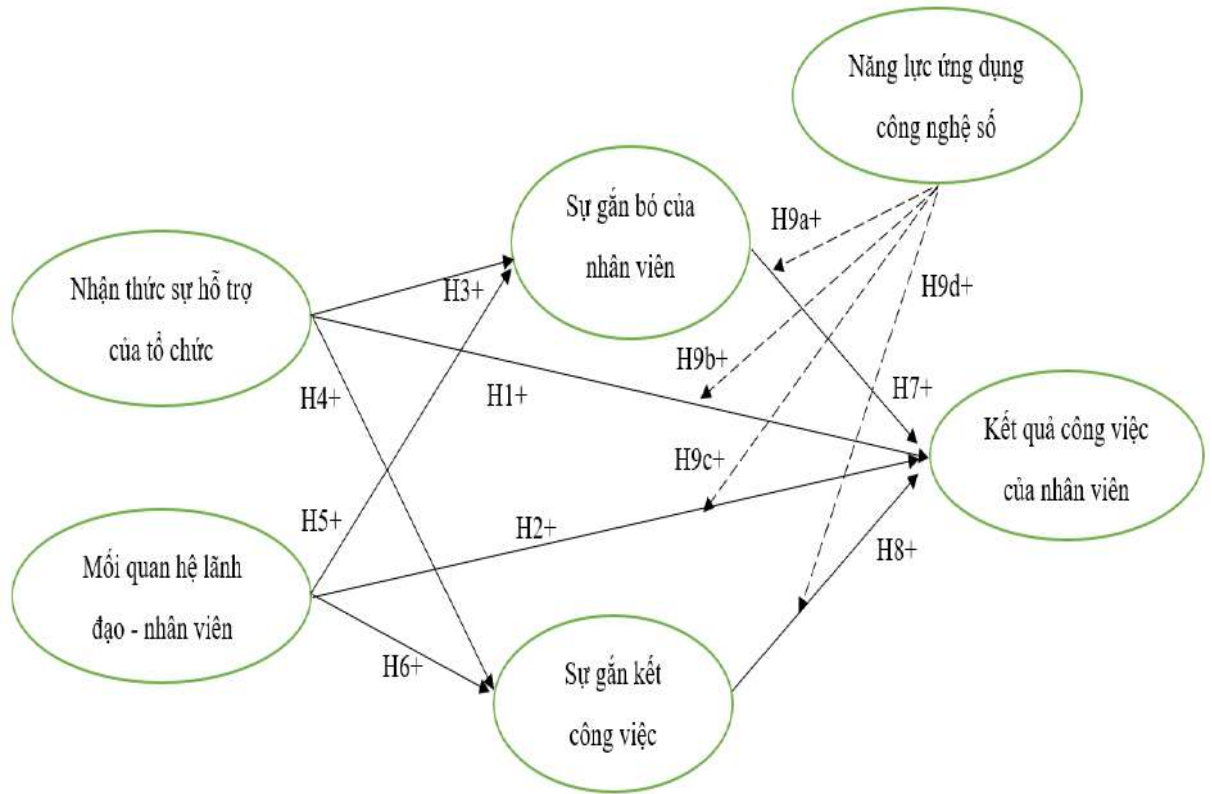 Năng lực ứng dụng
công nghệ số
Sự gắn bó của
nhân viên
H9a+
H9d+
Nhận thức sự hỗ trợ
của tổ chức
H3+
H9b+
H4+
H1+
H7+
Kết quả công việc
của nhân viên
H9c+
H5+
H2+
H8+
Mối quan hệ lãnh
đạo - nhân viên
H6+
Sự gắn kết
công việc